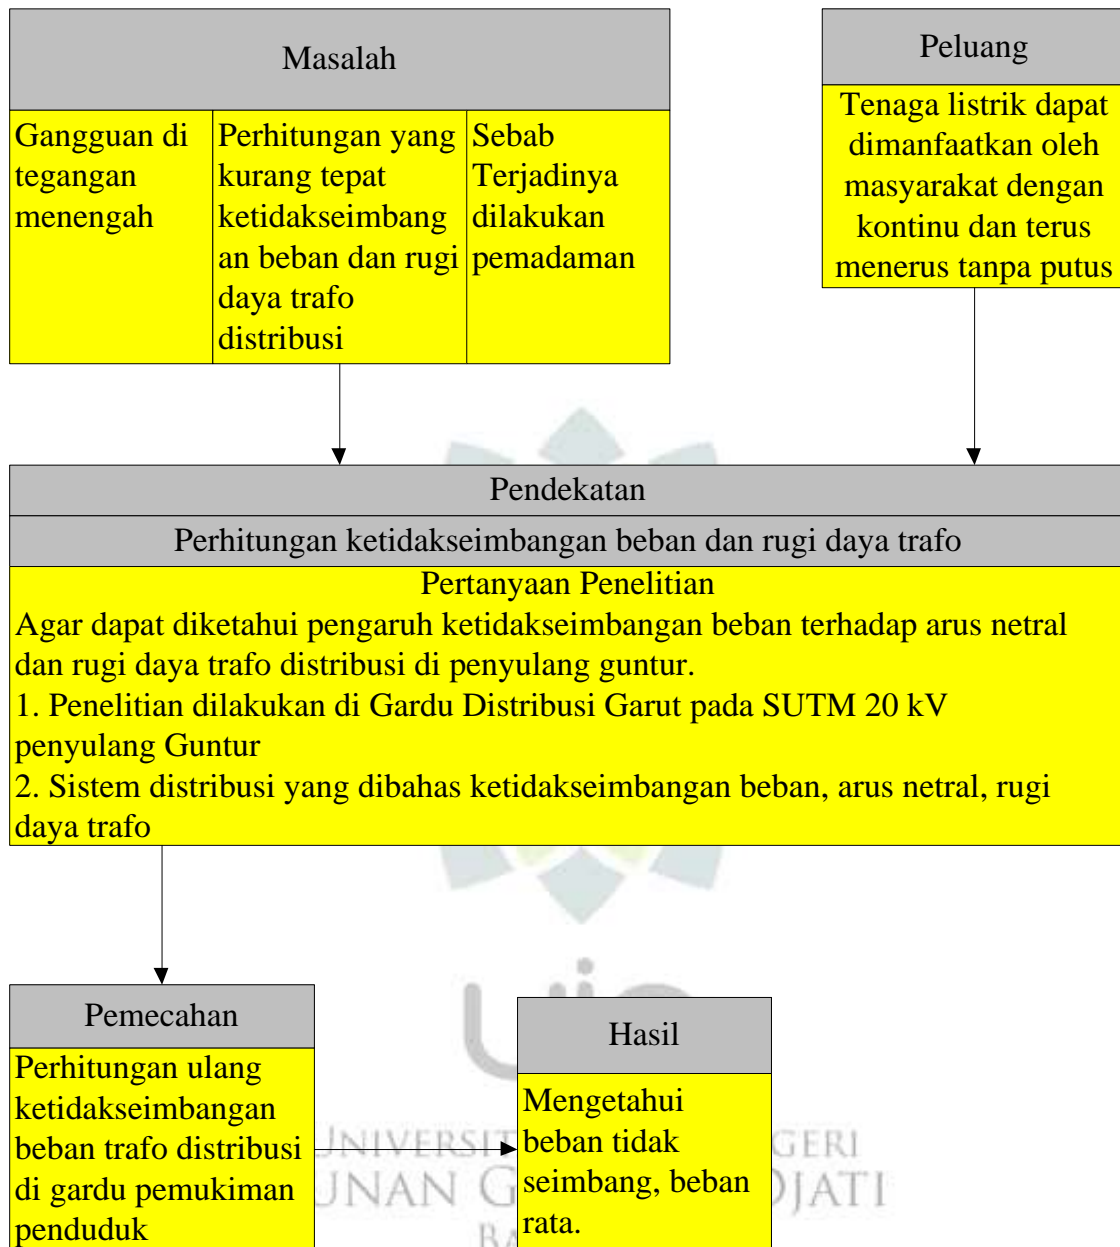 Masalah
Gangguan di
tegangan
menengah
Perhitungan yang
kurang tepat
ketidakseimbang
an beban dan rugi
daya trafo
distribusi
Sebab
Terjadinya
dilakukan
pemadaman
Peluang
Tenaga listrik dapat
dimanfaatkan oleh
masyarakat dengan
kontinu dan terus
menerus tanpa putus
Pendekatan
Perhitungan ketidakseimbangan beban dan rugi daya trafo
Pertanyaan Penelitian
Agar dapat diketahui pengaruh ketidakseimbangan beban terhadap arus netral
dan rugi daya trafo distribusi di penyulang guntur.
1. Penelitian dilakukan di Gardu Distribusi Garut pada SUTM 20 kV
penyulang Guntur
2. Sistem distribusi yang dibahas ketidakseimbangan beban, arus netral, rugi
daya trafo
Pemecahan
Perhitungan ulang
ketidakseimbangan
beban trafo distribusi
di gardu pemukiman
penduduk
Hasil
Mengetahui
beban tidak
seimbang, beban
rata.